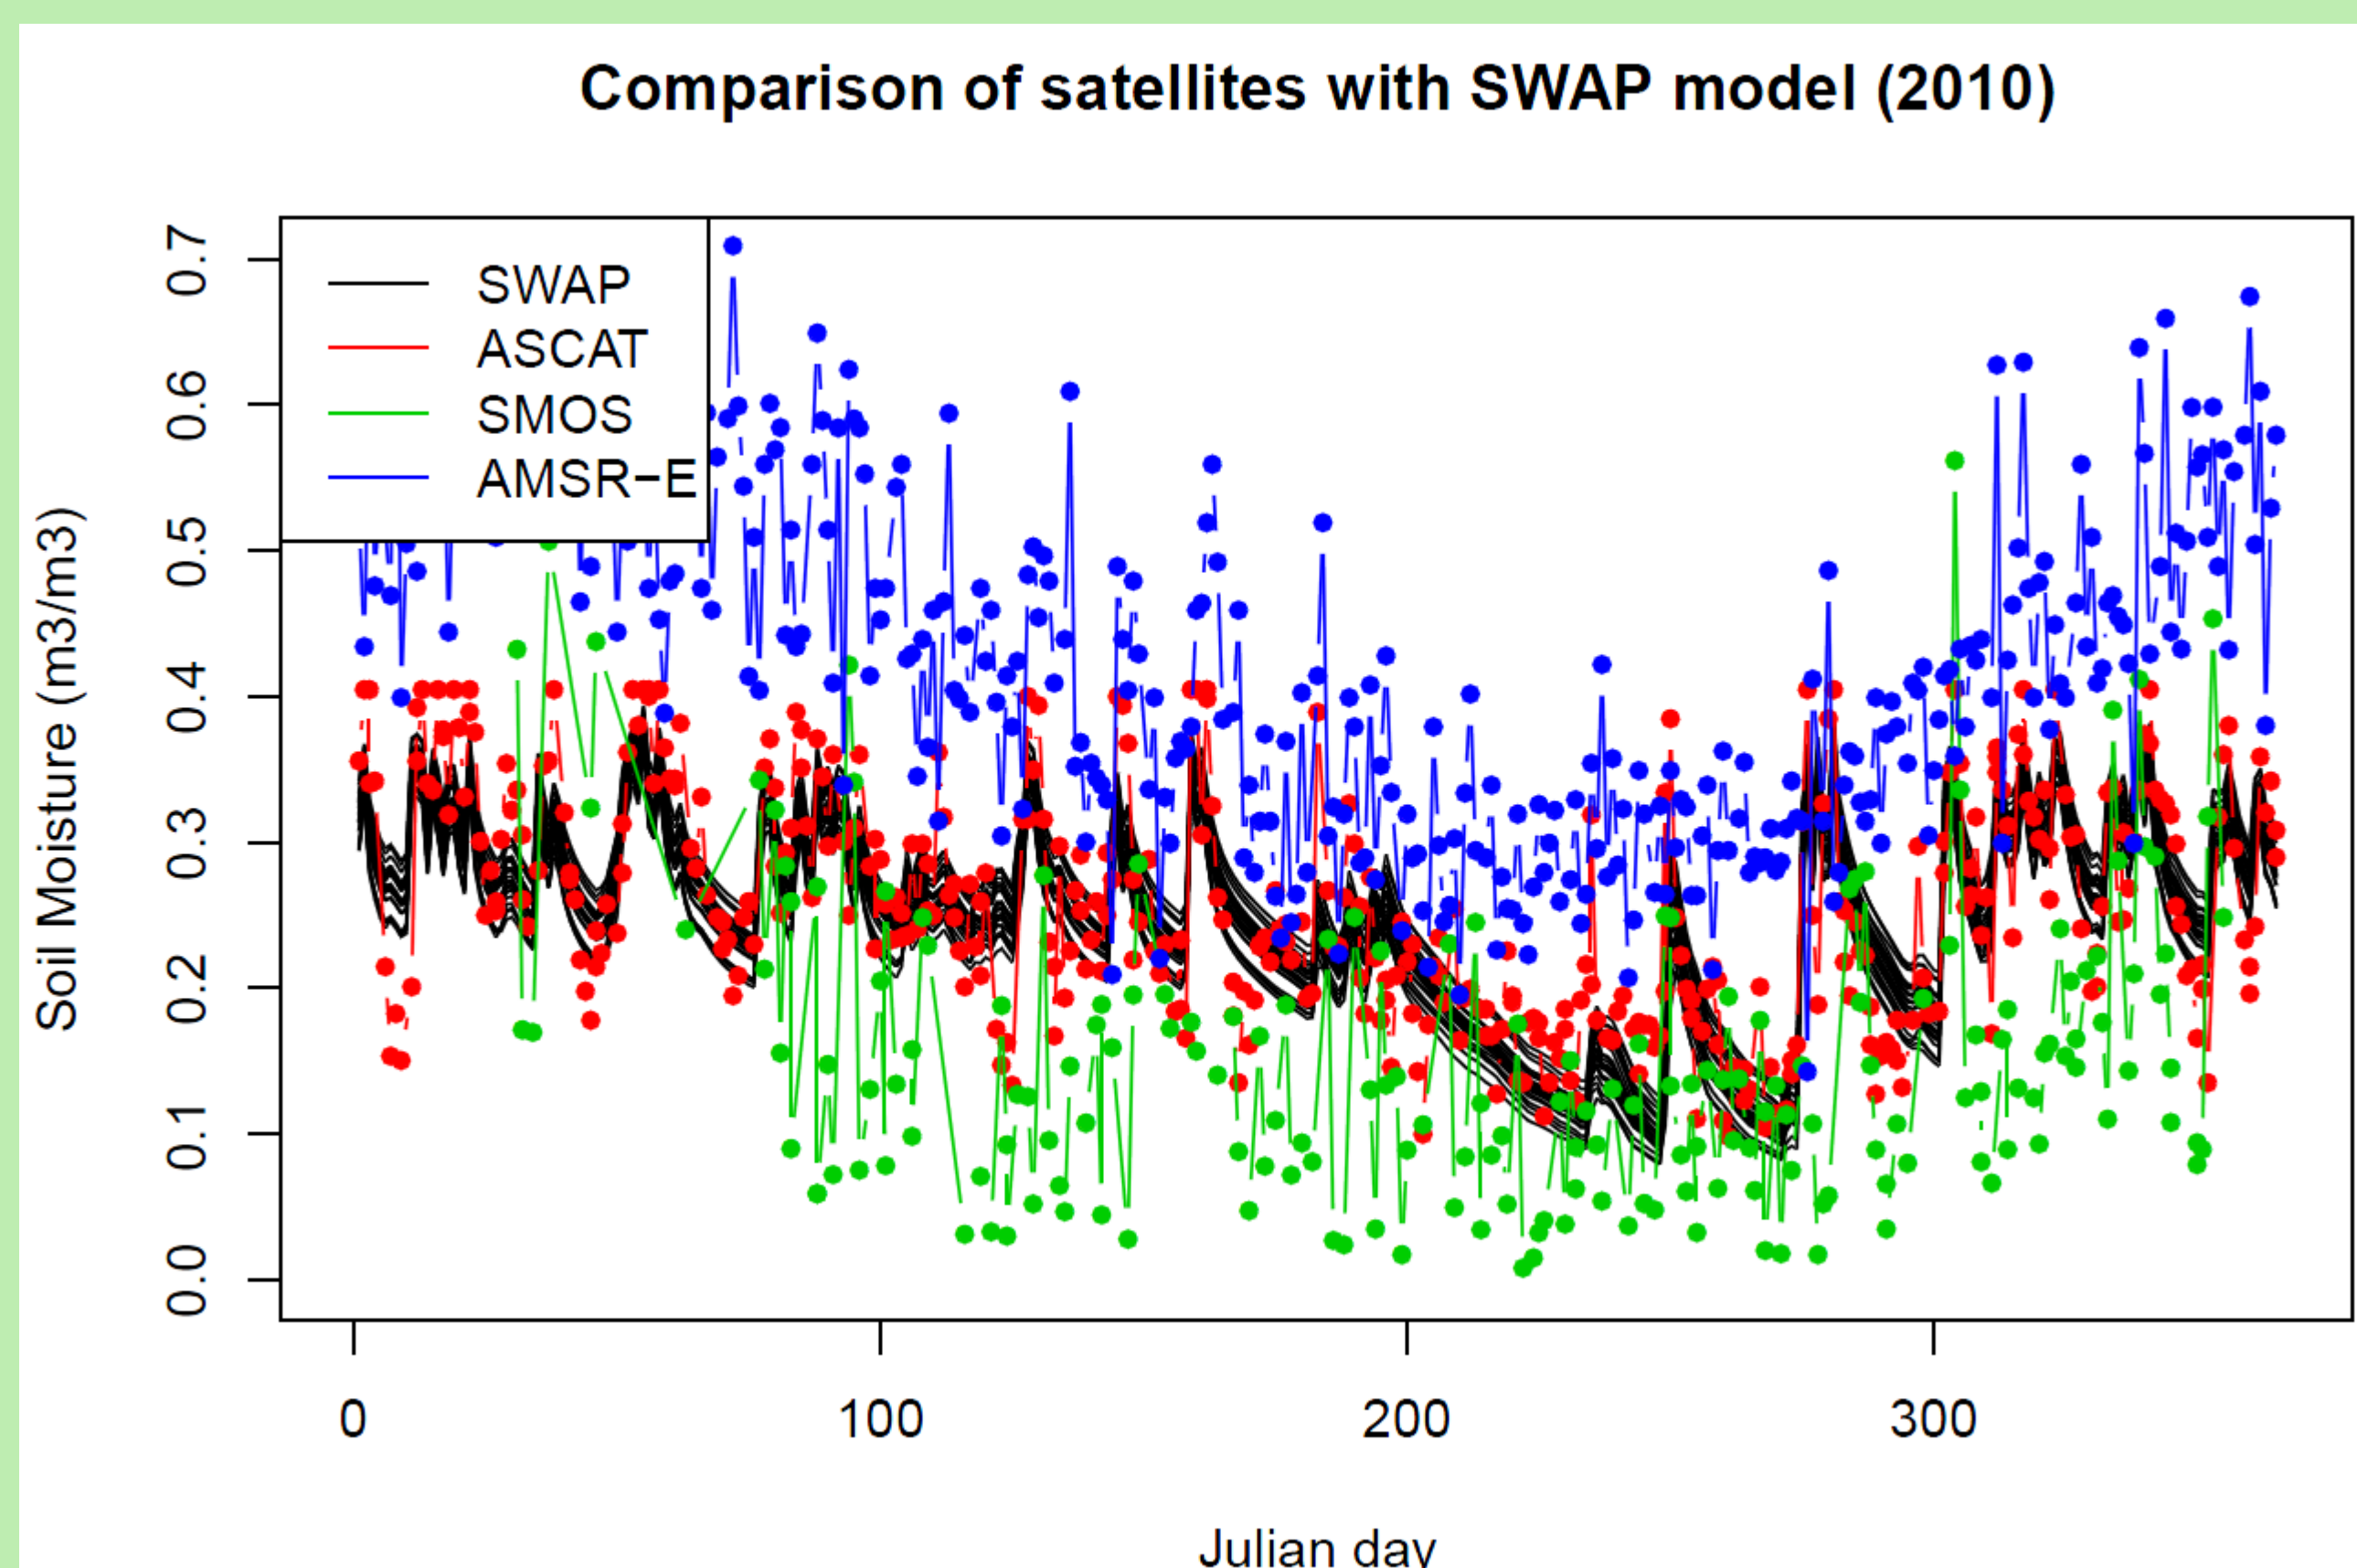 Comparison of satellites with SWAP model (2010)
SWAP
ASCAT
SMOS
AMSR−E
Soil Moisture (m3/m3)
0.7
0.6
0.5
0.4
0.3
0.2
0.1
0.0
0 100 200 300
Julian day